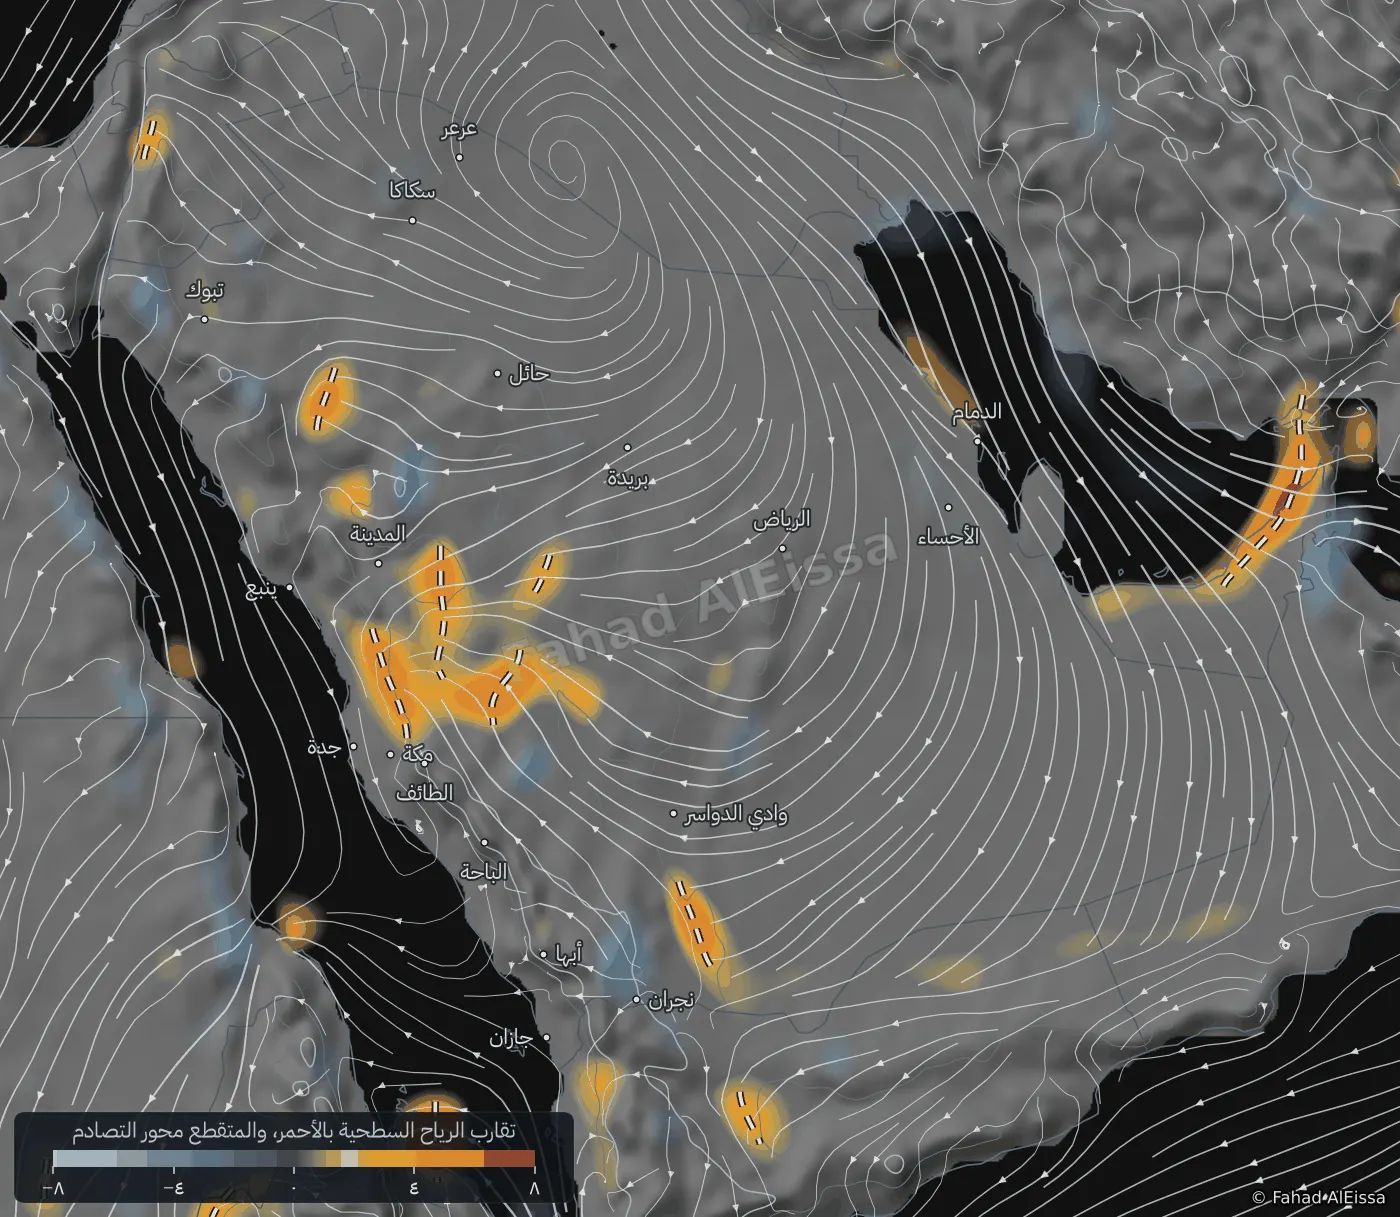 عرعر
سكاكا
تبوك
حائل
الدمام
بريدة
الرياض
المدينة
الأحساء
ينبع
Fahad AlEissa
جدة
مكة
الطائف
وادي الدواسر
الباحة
أبها
نجران
جازان
تقارب الرياح السطحية بالأحمر، والمتقطع محور التصادم
−٨ −٤ ٠ ٤ ٨
© Fahad AlEissa